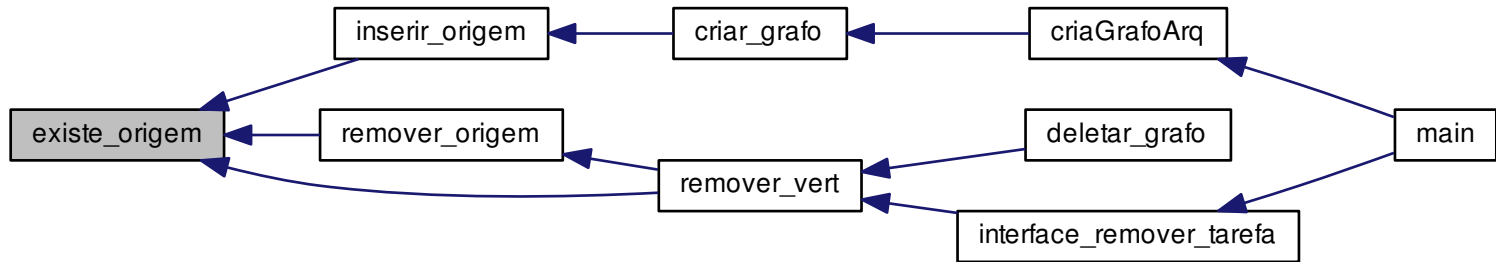 existe_origem
inserir_origem
remover_origem
criar_grafo
remover_vert
criaGrafoArq
deletar_grafo
interface_remover_tarefa
main